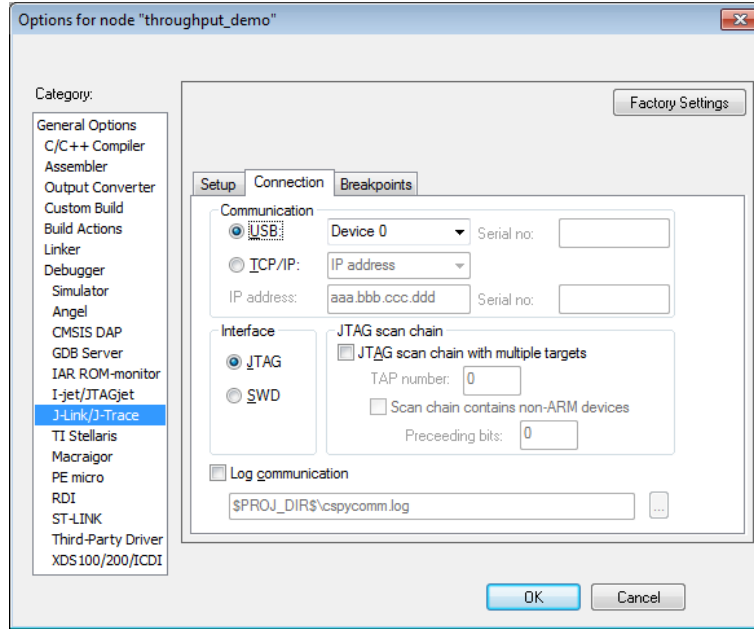 Options for node "throughput_demo"
Category:
Factory Settings
General Options
C/C++ Compiler
Assembler
Output Converter
Custom Build
Build Actions
Linker
Debugger
Simulator
Angel
CMSIS DAP
GDB Server
IAR ROM-monitor
I-jet/JTAGjet
J-Link/J-Trace
TI Stellaris
Macraigor
PE micro
RDI
ST-LINK
Third-Party Driver
XDS100/200/ICDI
Setup Connection Breakpoints
Communication
USB: Device 0 Serial no:
TCP/IP: IP address
IP address: aaa.bbb.ccc.ddd Serial no:
Interface
JTAG
SWD
JTAG scan chain
JTAG scan chain with multiple targets
TAP number: 0
Scan chain contains non-ARM devices
Preceeding bits: 0
Log communication
$PROJ_DIR$\cspycomm.log ...
OK Cancel